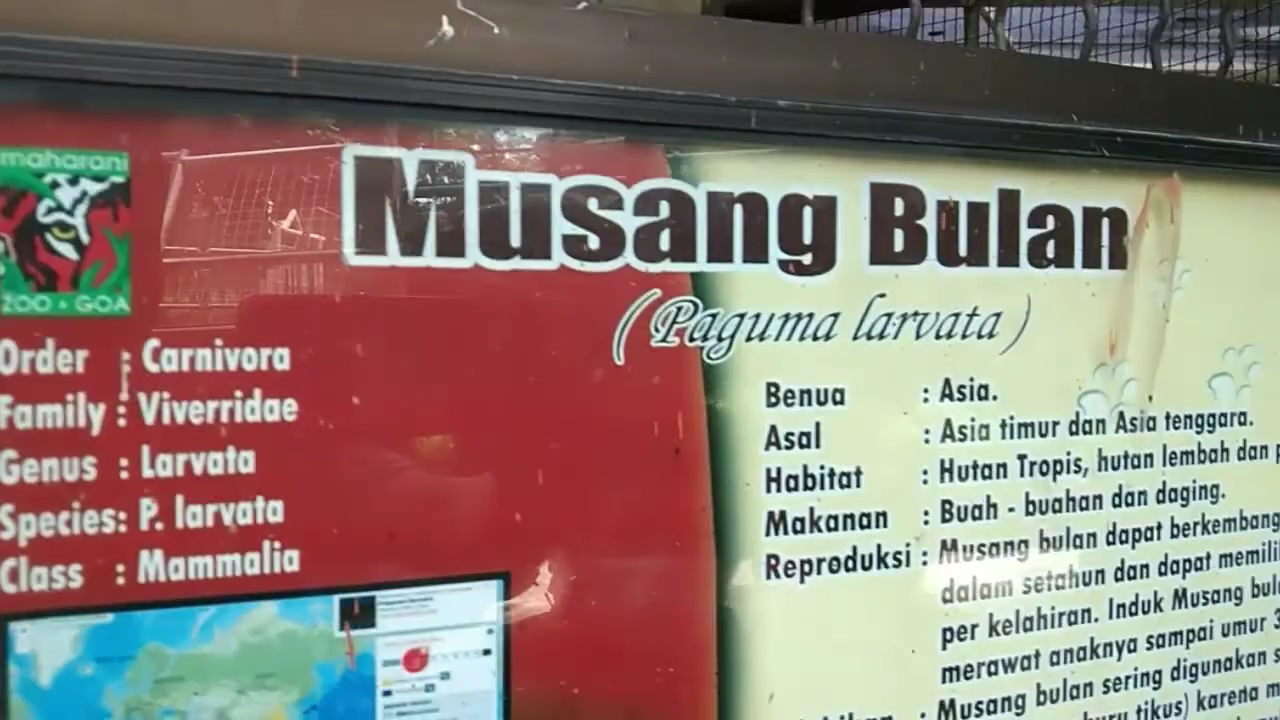 maharani
ZOO • GOA
Musang Bulan
(Paguma larvata)
Order : Carnivora
Family : Viverridae
Genus : Larvata
Species: P. larvata
Class : Mammalia
Benua : Asia.
Asal : Asia timur dan Asia tenggara.
Habitat : Hutan Tropis, hutan lembah dan
Makanan : Buah - buahan dan daging.
Reproduksi : Musang bulan dapat berkembang
dalam setahun dan dapat
per kelahiran. Induk Musang
merawat anaknya sampai umur 3
: Musang bulan sering digunakan
tikus) karena